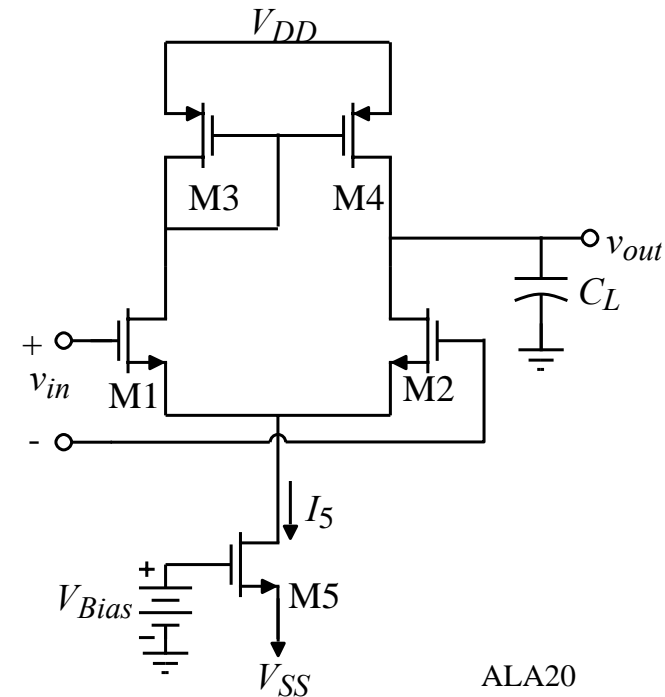 VDD
M3
M4
vout
CL
+
vin
M1
M2
-
I5
+
VBias
M5
-
VSS
ALA20